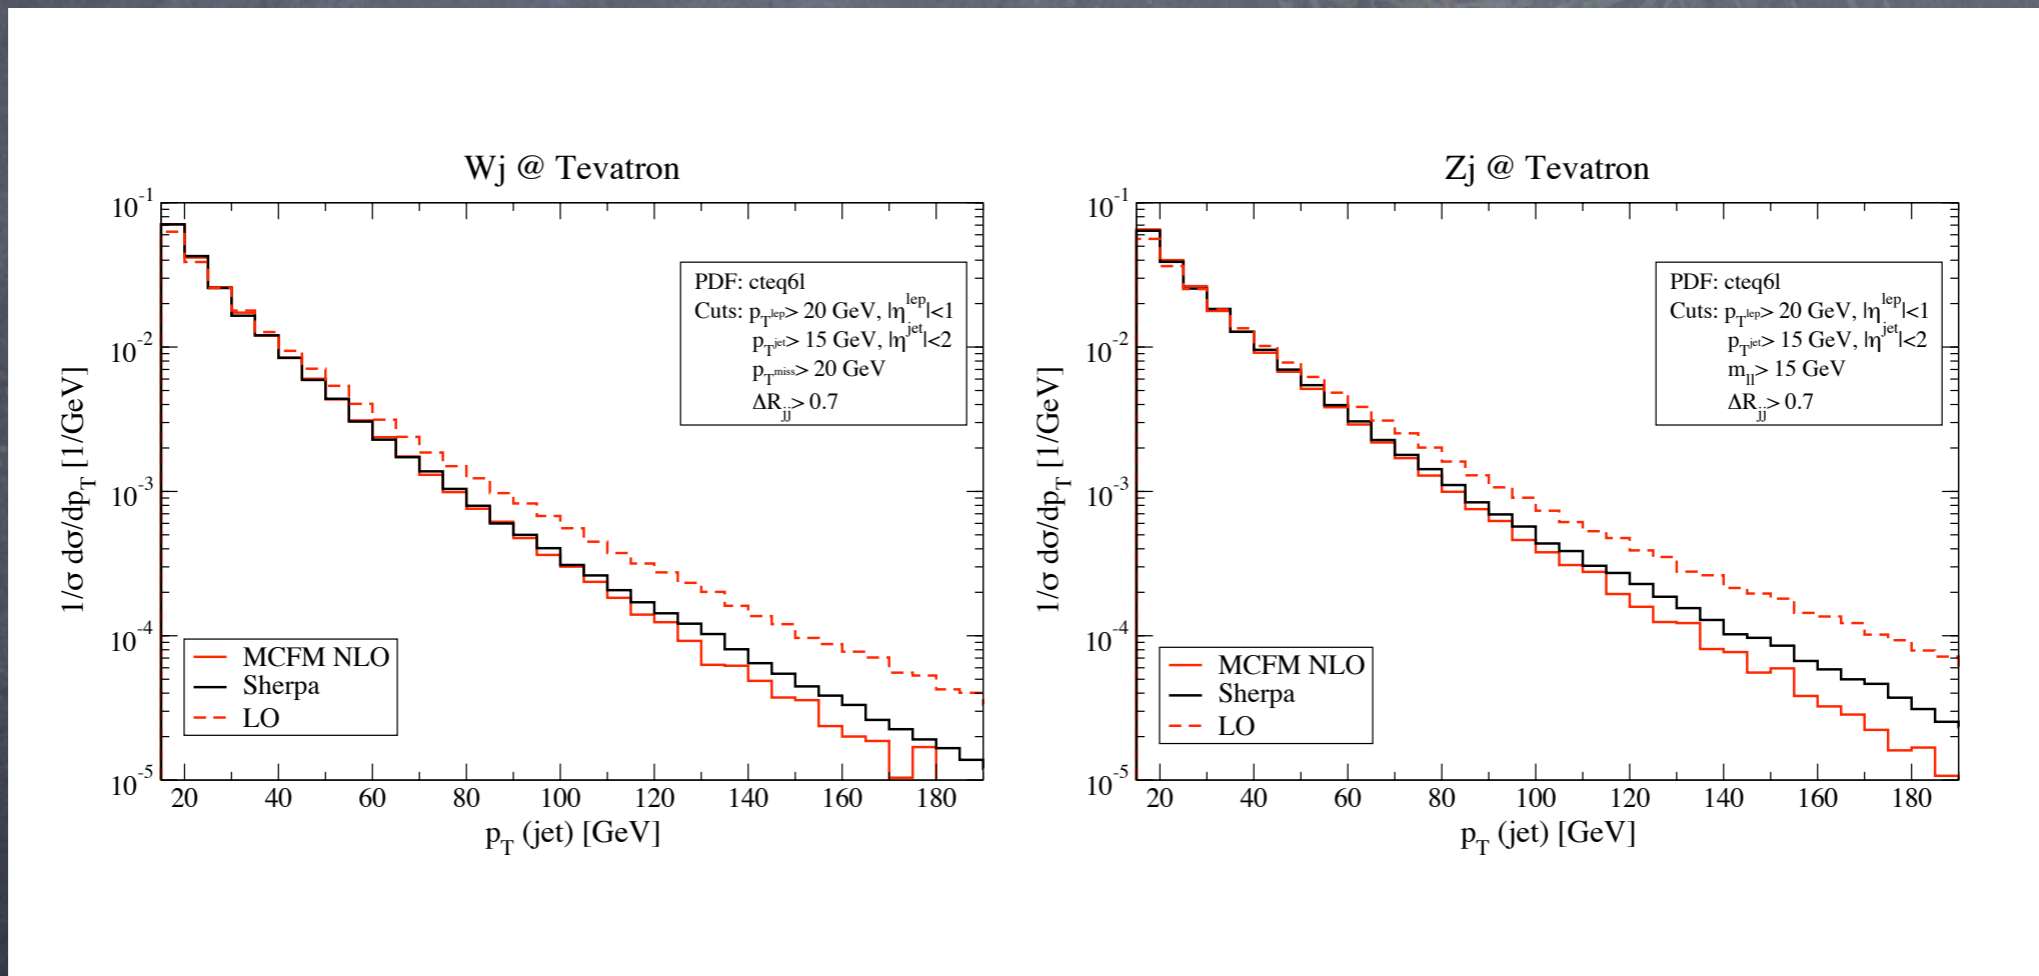 Wj @ Tevatron
10^-1
10^-2
10^-3
10^-4
10^-5
1/σ dσ/dp_T [1/GeV]
PDF: cteq6l
Cuts: p_T^lep > 20 GeV, |η^lep|<1
p_T^jet > 15 GeV, |η^jet|<2
p_T^miss > 20 GeV
ΔR_jj > 0.7
MCFM NLO
Sherpa
LO
20 40 60 80 100 120 140 160 180
p_T (jet) [GeV]
Zj @ Tevatron
10^-1
10^-2
10^-3
10^-4
10^-5
1/σ dσ/dp_T [1/GeV]
PDF: cteq6l
Cuts: p_T^lep > 20 GeV, |η^lep|<1
p_T^jet > 15 GeV, |η^jet|<2
m_ll > 15 GeV
ΔR_jj > 0.7
MCFM NLO
Sherpa
LO
20 40 60 80 100 120 140 160 180
p_T (jet) [GeV]